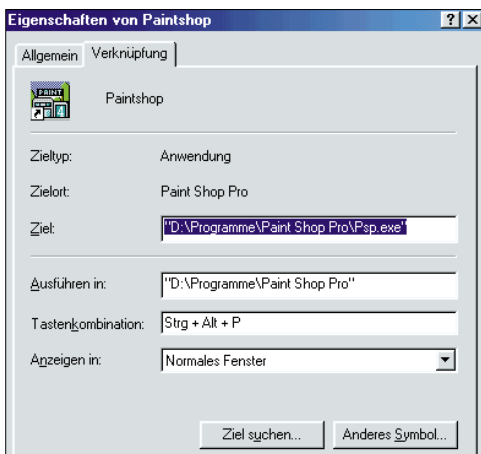 Eigenschaften von Paintshop
Allgemein Verknüpfung
PAINT
Paintshop
Zieltyp: Anwendung
Zielort: Paint Shop Pro
Ziel: "D:\Programme\Paint Shop Pro\Psp.exe"
Ausführen in: "D:\Programme\Paint Shop Pro"
Tastenkombination: Strg + Alt + P
Anzeigen in: Normales Fenster
Ziel suchen... Anderes Symbol...